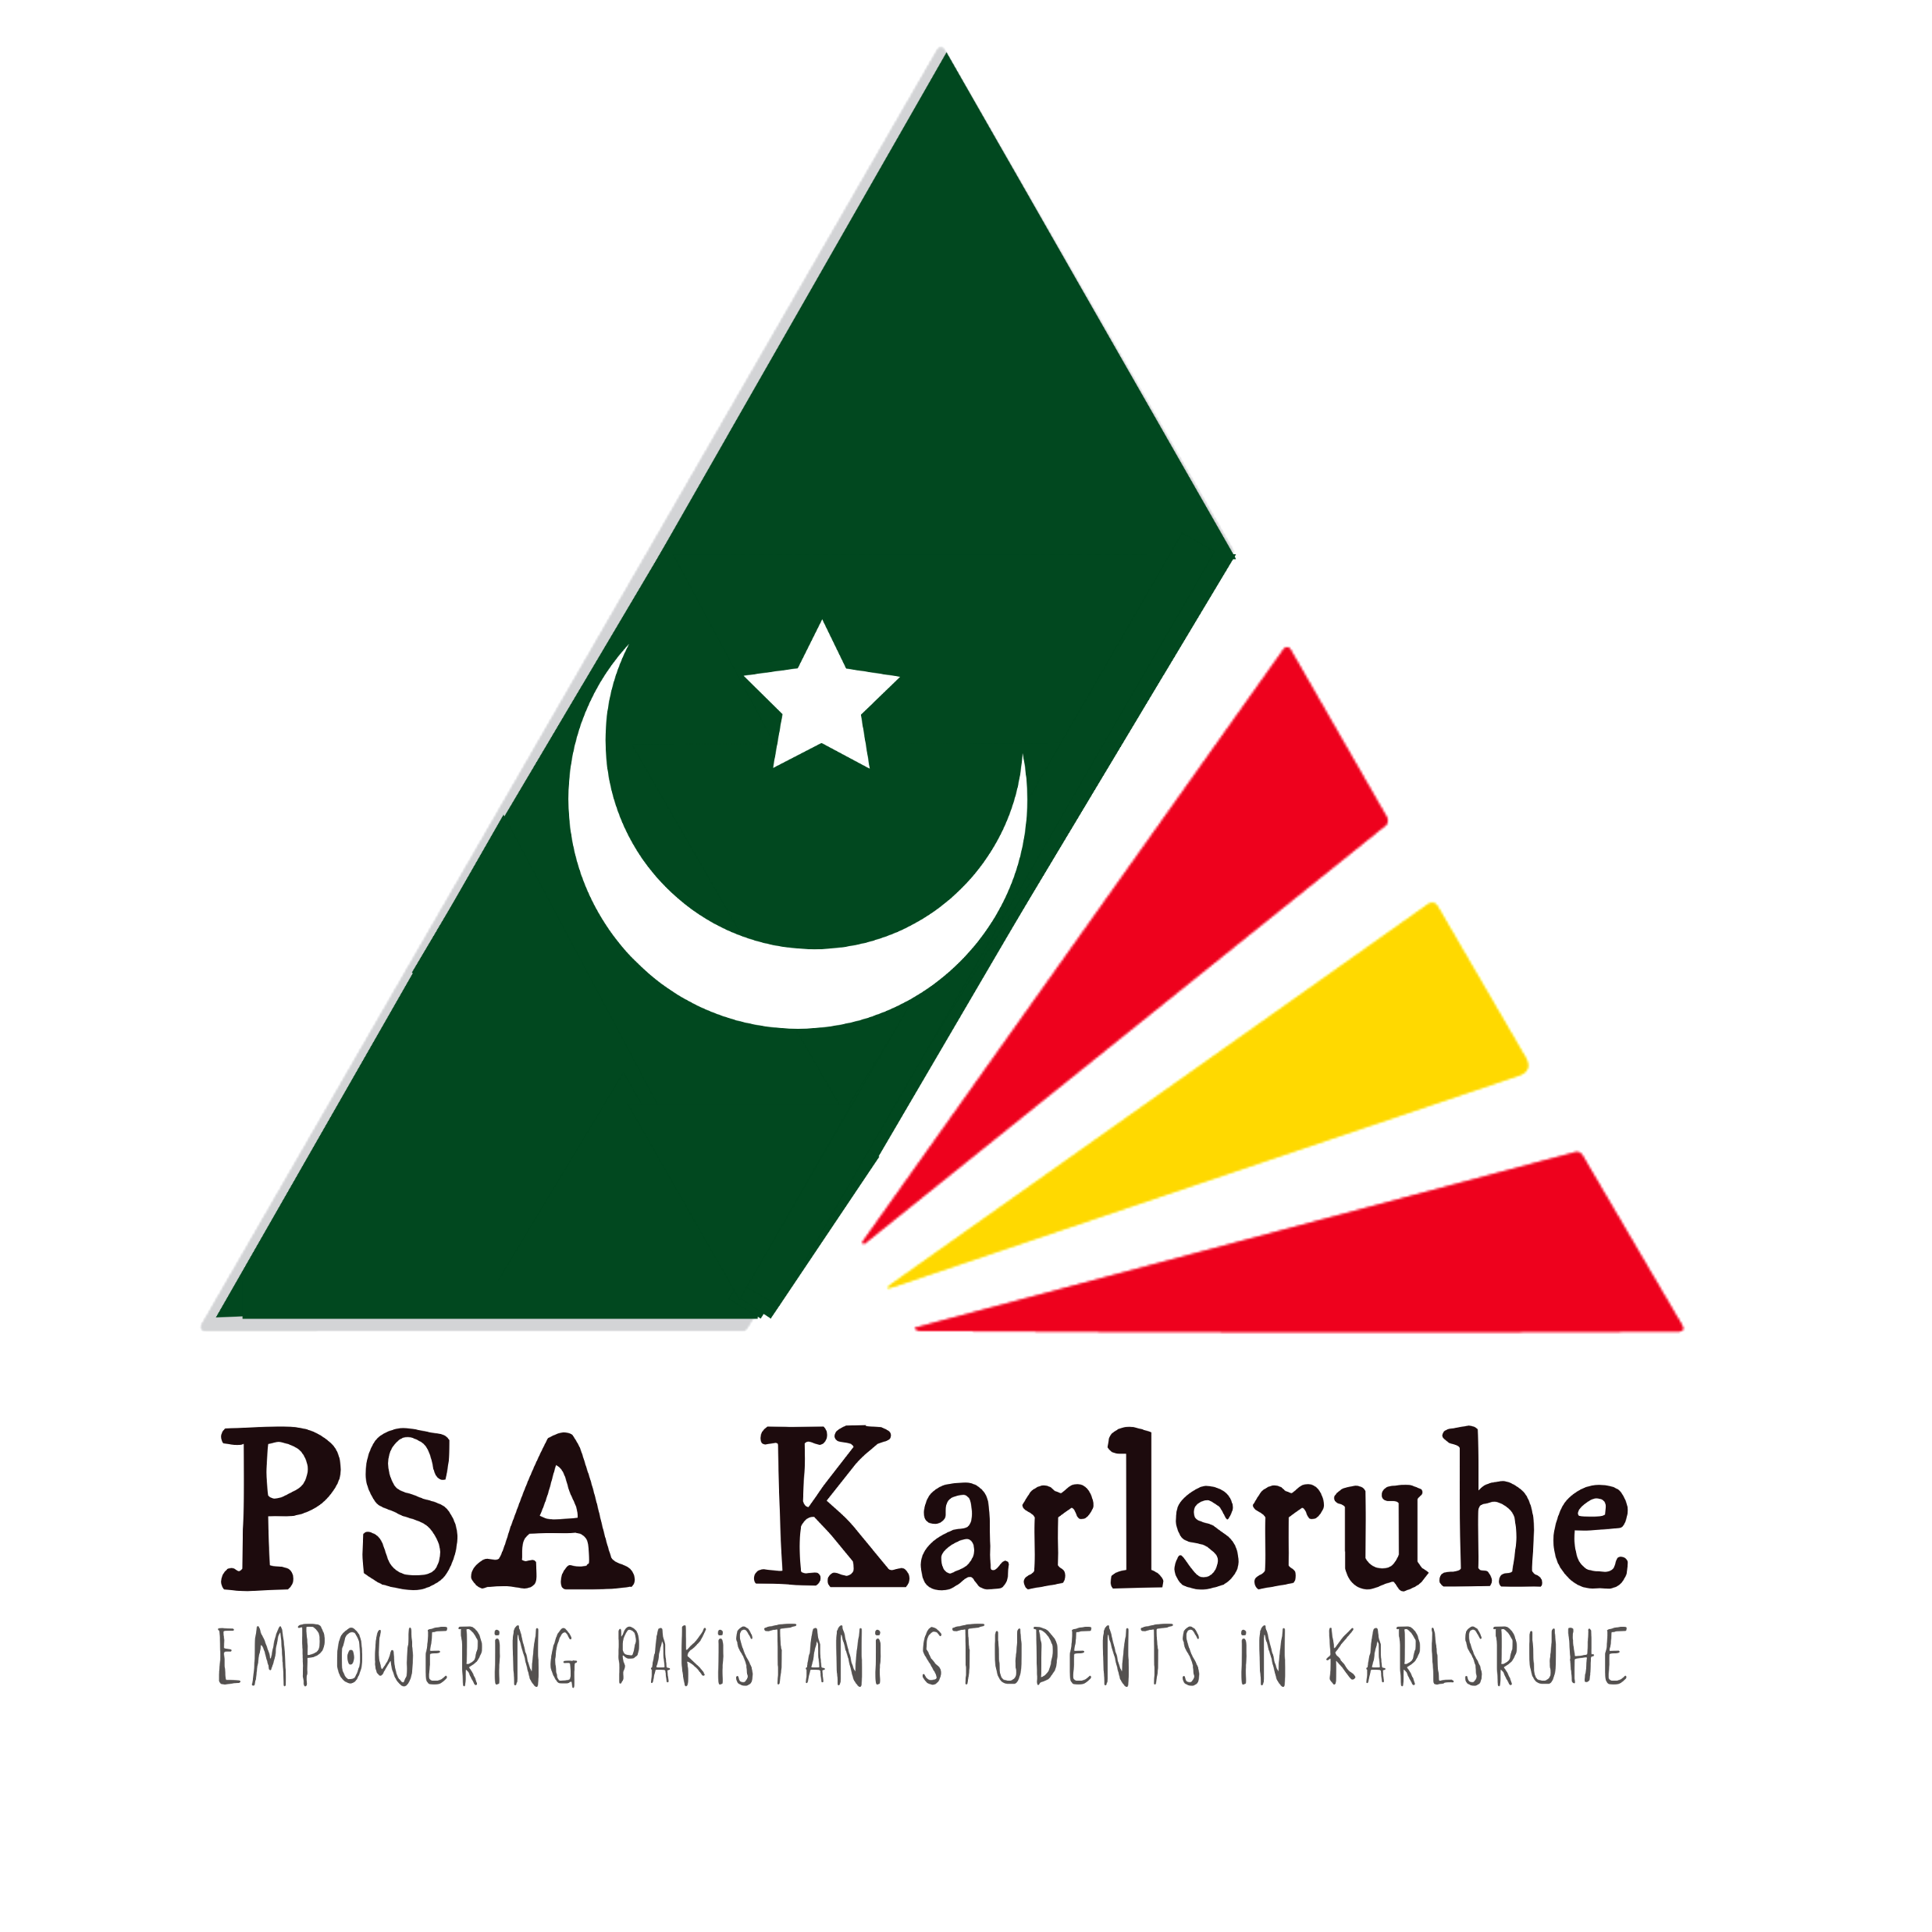 PSA Karlsruhe
EMPOWERING PAKiSTANi STUDENTS IN KARLSRUHE